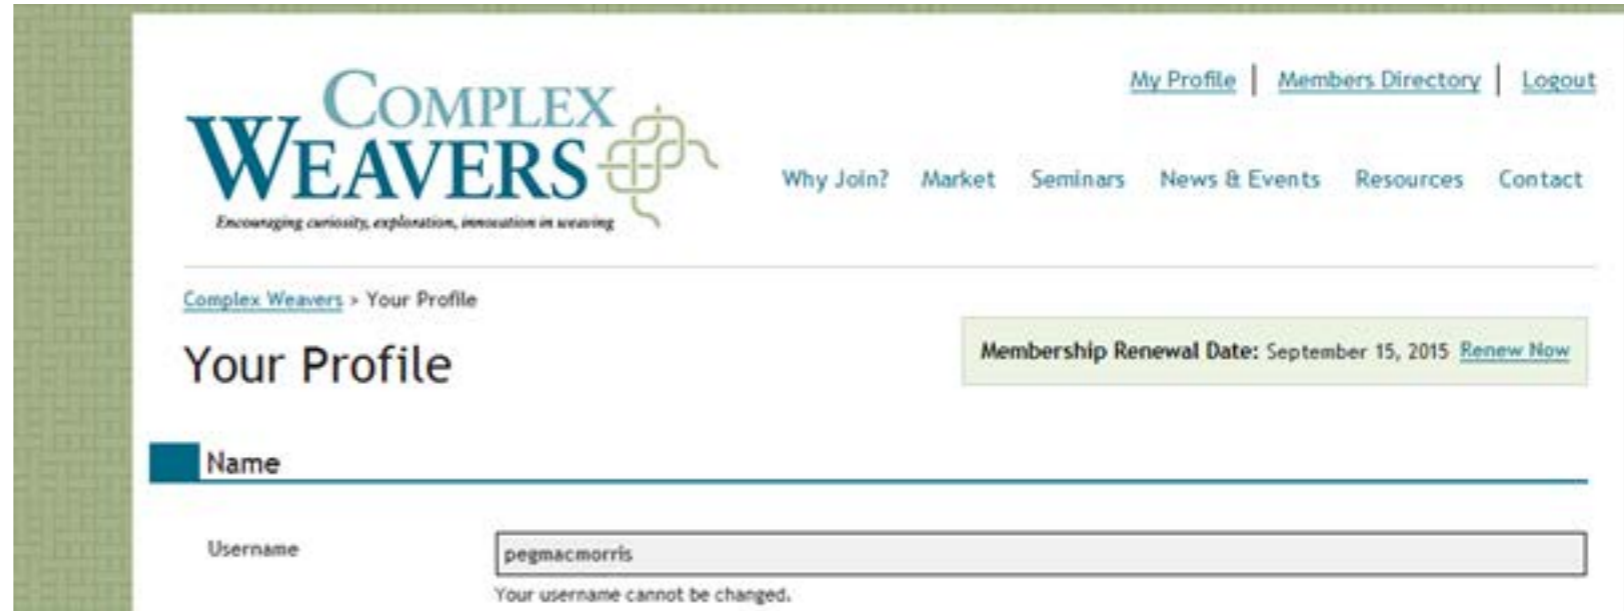 My Profile | Members Directory | Logout
COMPLEX
WEAVERS
Encouraging curiosity, exploration, innovation in weaving
Why Join? Market Seminars News & Events Resources Contact
Complex Weavers > Your Profile
Your Profile
Membership Renewal Date: September 15, 2015 Renew Now
Name
Username
pegmacmorris
Your username cannot be changed.